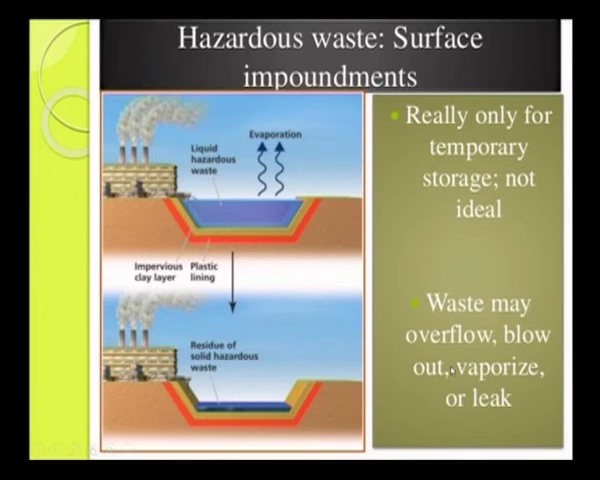 Hazardous waste: Surface
impoundments
Evaporation
Liquid
hazardous
waste
Impervious
clay layer
Plastic
lining
Residue of
solid hazardous
waste
Really only for
temporary
storage; not
ideal
Waste may
overflow, blow
out, vaporize,
or leak